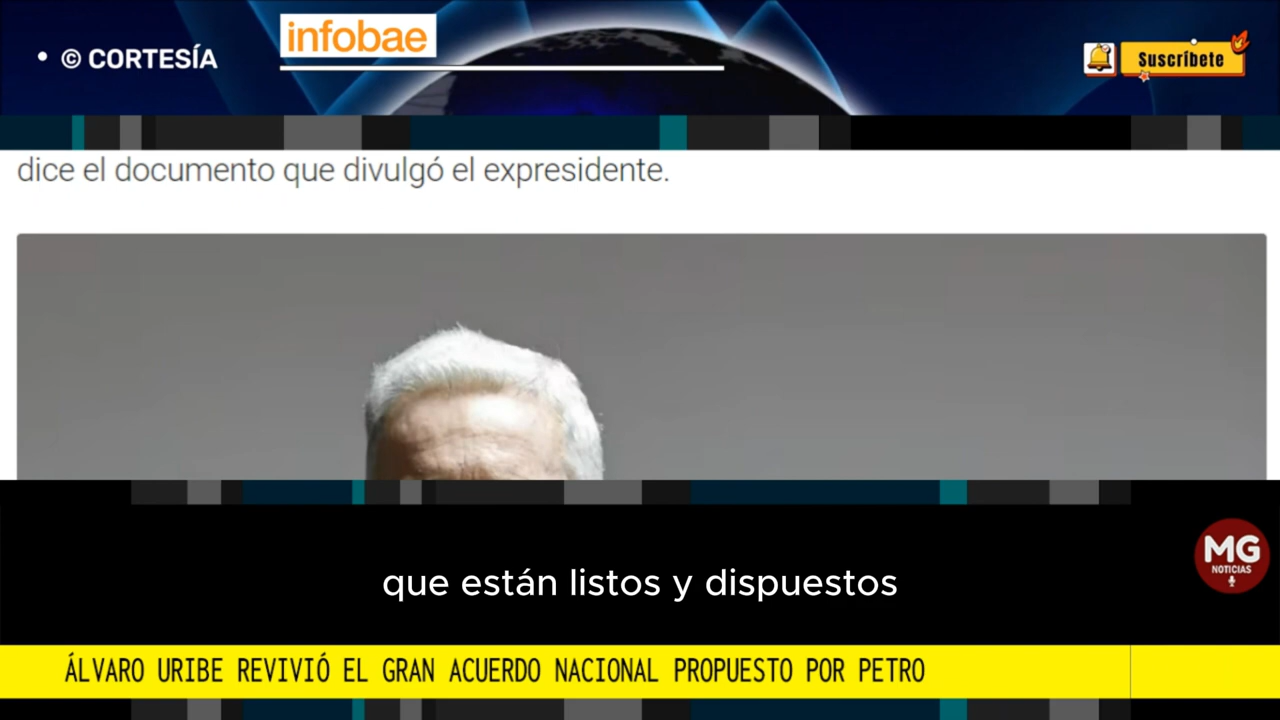 • © CORTESÍA
infobae
Suscríbete
dice el documento que divulgó el expresidente.
que están listos y dispuestos
MG
NOTICIAS
ÁLVARO URIBE REVIVIÓ EL GRAN ACUERDO NACIONAL PROPUESTO POR PETRO